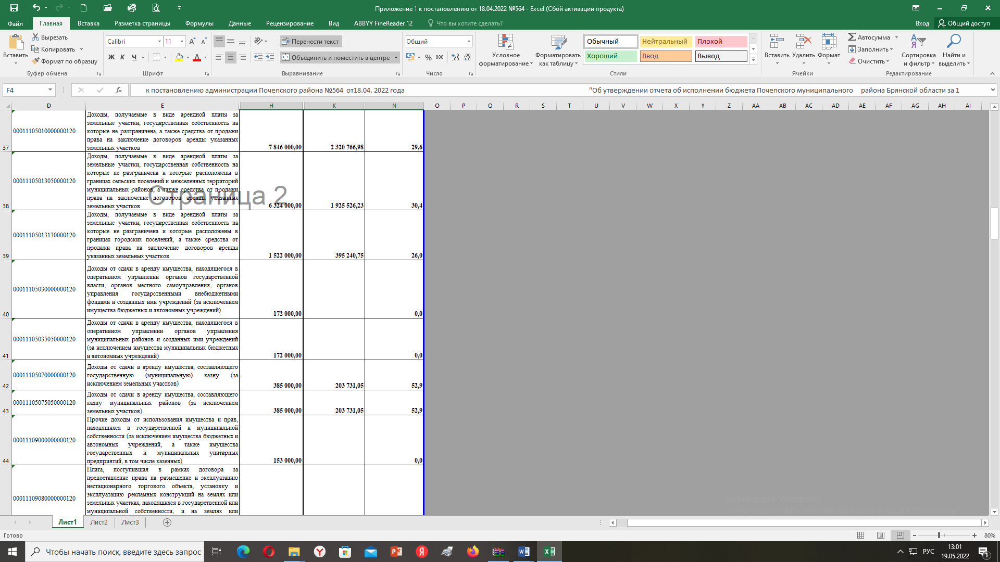 Приложение 1 к постановлению от 18.04.2022 №564 - Excel (Сбой активации продукта)
Файл Главная Вставка Разметка страницы Формулы Данные Рецензирование Вид ABBYY FineReader 12 Что вы хотите сделать? Вход Общий доступ
Вставить
Вырезать
Копировать
Формат по образцу
Буфер обмена
Calibri 11
Ж К Ч
Шрифт
Перенести текст
Объединить и поместить в центре
Выравнивание
Общий
% 000
Число
Условное форматирование
Форматировать как таблицу
Обычный Нейтральный Плохой
Хороший Ввод Вывод
Стили
Вставить Удалить Формат
Ячейки
Автосумма
Заполнить
Очистить
Сортировка и фильтр
Найти и выделить
Редактирование
F4 fx к постановлению администрации Почепского района №564 от18.04. 2022 года "Об утверждении отчета об исполнении бюджета Почепского муниципального района Брянской области за 1
D E H K N O P Q R S T U V W X Y Z AA AB AC AD AE AF AG AH AI
37 00011105010000000120
Доходы, получаемые в виде арендной платы за
земельные участки, государственная собственность на
которые не разграничена, а также средства от продажи
права на заключение договоров аренды указанных
земельных участков
7 846 000,00 2 320 766,98 29,6
38 00011105013050000120
Доходы, получаемые в виде арендной платы за
земельные участки, государственная собственность на
которые не разграничена и которые расположены в
границах сельских поселений и межселенных территорий
муниципальных районов, а также средства от продажи
права на заключение договоров аренды указанных
земельных участков
6 324 000,00 1 925 526,23 30,4
Страница 2
39 00011105013130000120
Доходы, получаемые в виде арендной платы за
земельные участки, государственная собственность на
которые не разграничена и которые расположены в
границах городских поселений, а также средства от
продажи права на заключение договоров аренды
указанных земельных участков
1 522 000,00 395 240,75 26,0
40 00011105030000000120
Доходы от сдачи в аренду имущества, находящегося в
оперативном управлении органов государственной
власти, органов местного самоуправления, органов
управления государственными внебюджетными
фондами и созданных ими учреждений (за исключением
имущества бюджетных и автономных учреждений)
172 000,00 0,0
41 00011105035050000120
Доходы от сдачи в аренду имущества, находящегося в
оперативном управлении органов управления
муниципальных районов и созданных ими учреждений
(за исключением имущества муниципальных бюджетных
и автономных учреждений)
172 000,00 0,0
42 00011105070000000120
Доходы от сдачи в аренду имущества, составляющего
государственную (муниципальную) казну (за
исключением земельных участков)
385 000,00 203 731,05 52,9
43 00011105075050000120
Доходы от сдачи в аренду имущества, составляющего
казну муниципальных районов (за исключением
земельных участков)
385 000,00 203 731,05 52,9
44 00011109000000000120
Прочие доходы от использования имущества и прав,
находящихся в государственной и муниципальной
собственности (за исключением имущества бюджетных и
автономных учреждений, а также имущества
государственных и муниципальных унитарных
предприятий, в том числе казенных)
153 000,00 0,0
00011109080000000120
Плата, поступившая в рамках договора за
предоставление права на размещение и эксплуатацию
нестационарного торгового объекта, установку и
эксплуатацию рекламных конструкций на землях или
земельных участках, находящихся в государственной или
муниципальной собственности, и на землях или
Активация Windows
Лист1 Лист2 Лист3
Готово 80%
Чтобы начать поиск, введите здесь запрос
РУС 13:01
19.05.2022
1